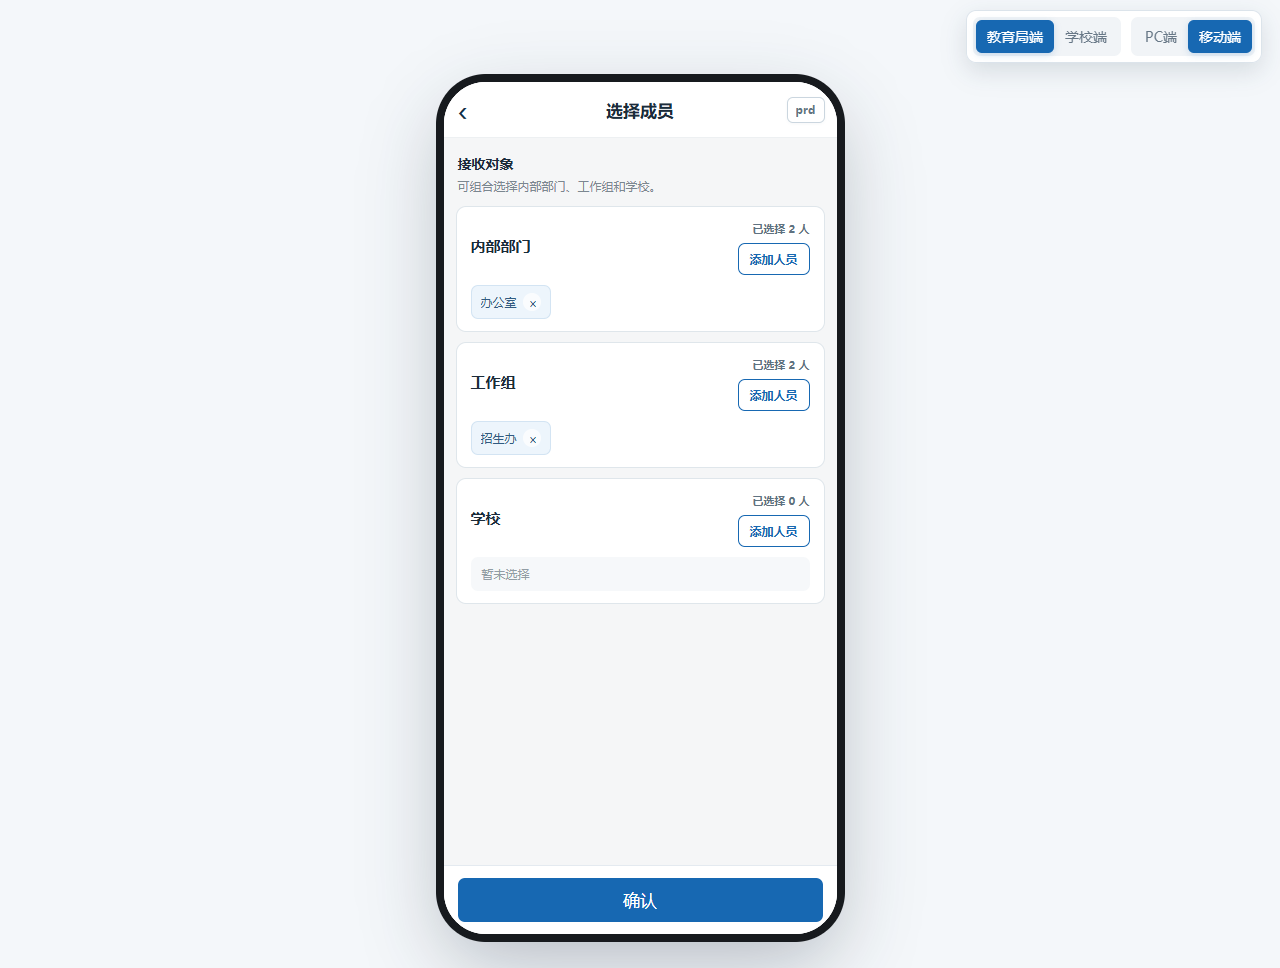 教育局端 学校端 PC端 移动端
‹ 选择成员 prd
接收对象
可组合选择内部部门、工作组和学校。
已选择 2 人
内部部门
添加人员
办公室 x
已选择 2 人
工作组
添加人员
招生办 x
已选择 0 人
学校
添加人员
暂未选择
确认